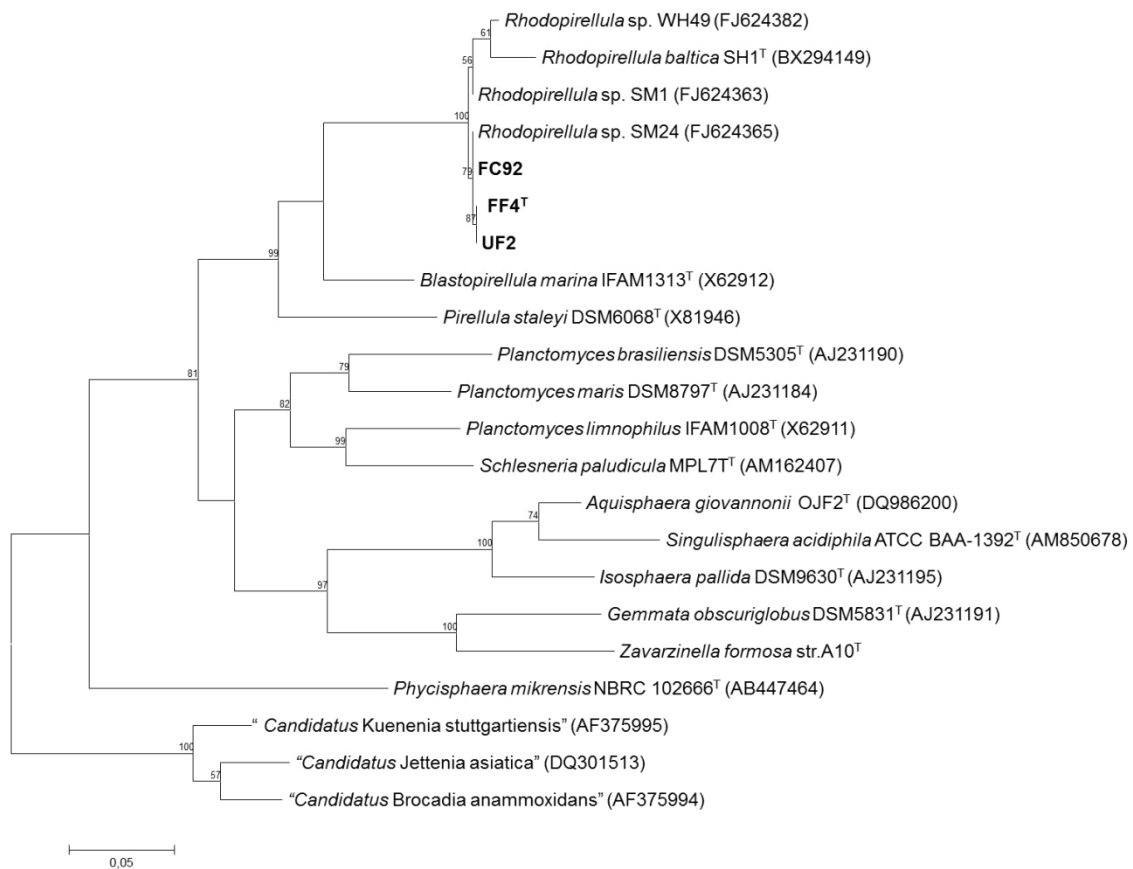 Rhodopirellula sp. WH49 (FJ624382)
61
Rhodopirellula baltica SH1ᵀ (BX294149)
56
Rhodopirellula sp. SM1 (FJ624363)
100
Rhodopirellula sp. SM24 (FJ624365)
79
FC92
FF4ᵀ
87
UF2
99
Blastopirellula marina IFAM1313ᵀ (X62912)
Pirellula staleyi DSM6068ᵀ (X81946)
Planctomyces brasiliensis DSM5305ᵀ (AJ231190)
79
81
Planctomyces maris DSM8797ᵀ (AJ231184)
82
Planctomyces limnophilus IFAM1008ᵀ (X62911)
99
Schlesneria paludicula MPL7Tᵀ (AM162407)
Aquisphaera giovannonii OJF2ᵀ (DQ986200)
74
Singulisphaera acidiphila ATCC BAA-1392ᵀ (AM850678)
100
Isosphaera pallida DSM9630ᵀ (AJ231195)
97
Gemmata obscuriglobus DSM5831ᵀ (AJ231191)
100
Zavarzinella formosa str.A10ᵀ
Phycisphaera mikrensis NBRC 102666ᵀ (AB447464)
“ Candidatus Kuenenia stuttgartiensis” (AF375995)
100
“Candidatus Jettenia asiatica” (DQ301513)
57
“Candidatus Brocadia anammoxidans” (AF375994)
0,05